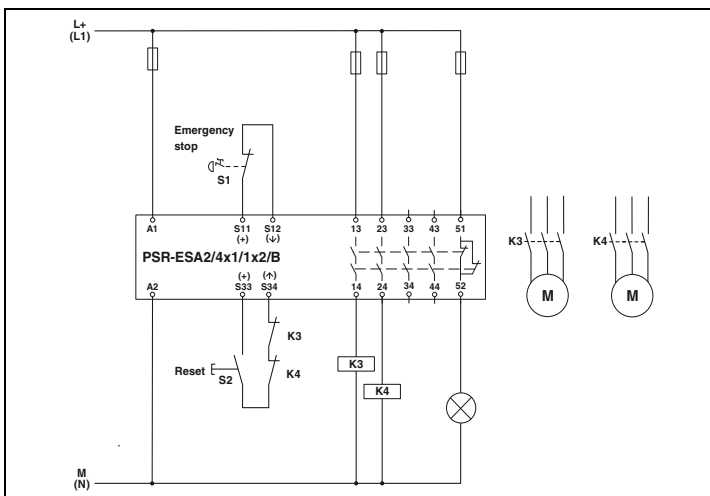 L+
(L1)
Emergency
stop
S1
A1 S11 S12 13 23 33 43 51
(+) (↓)
PSR-ESA2/4x1/1x2/B
(+) (↑)
A2 S33 S34 14 24 34 44 52
K3 K4
M M
K3
K3
Reset K4
S2
K4
M
(N)